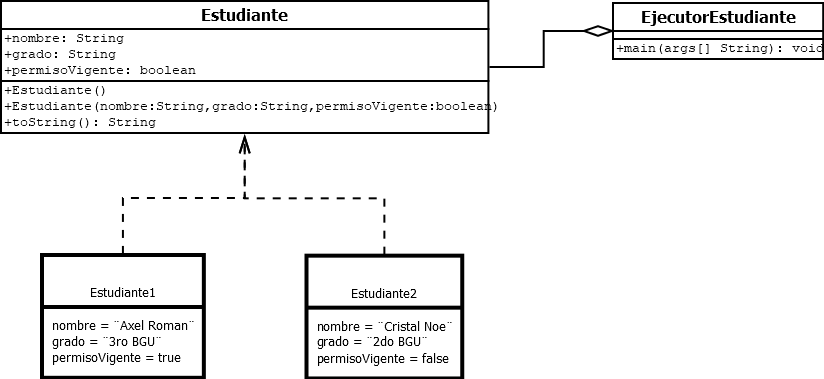 Estudiante
+nombre: String
+grado: String
+permisoVigente: boolean
+Estudiante()
+Estudiante(nombre:String,grado:String,permisoVigente:boolean)
+toString(): String
EjecutorEstudiante
+main(args[] String): void
Estudiante1
nombre = ¨Axel Roman¨
grado = ¨3ro BGU¨
permisoVigente = true
Estudiante2
nombre = ¨Cristal Noe¨
grado = ¨2do BGU¨
permisoVigente = false